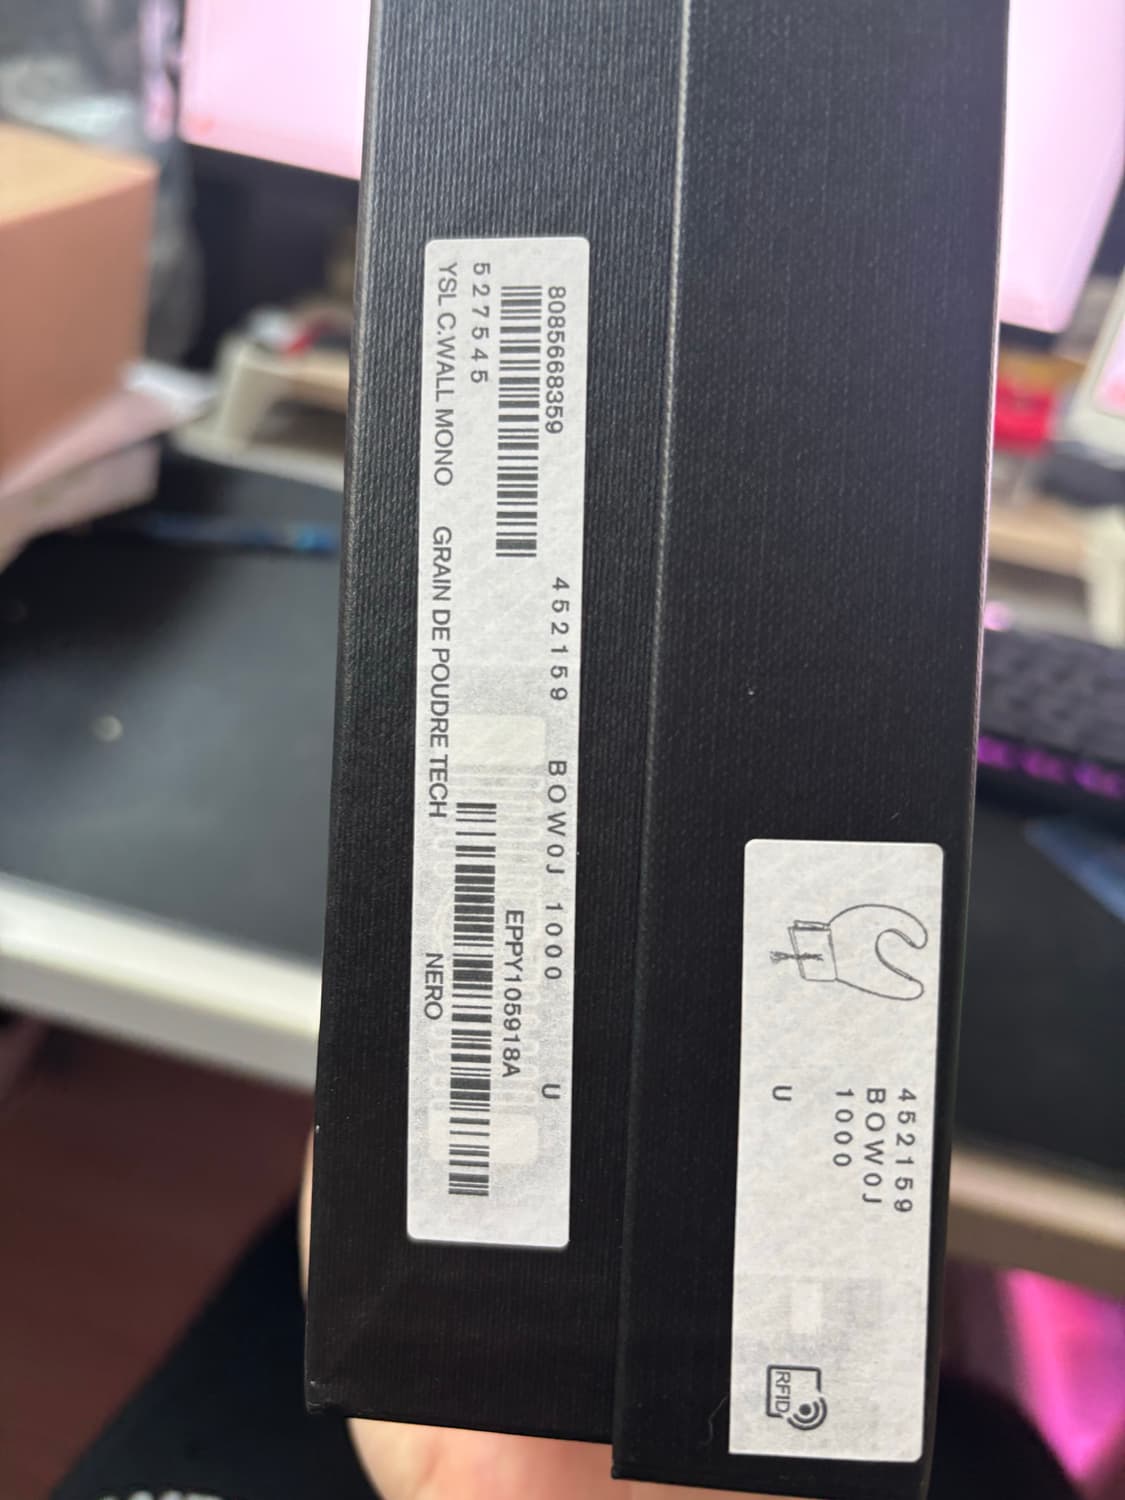 8085668359 452159 BOW0J 1000 U
527545 EPPY105918A
YSL C.WALL MONO GRAIN DE POUDRE TECH NERO
452159
BOW0J
1000
U
RFID